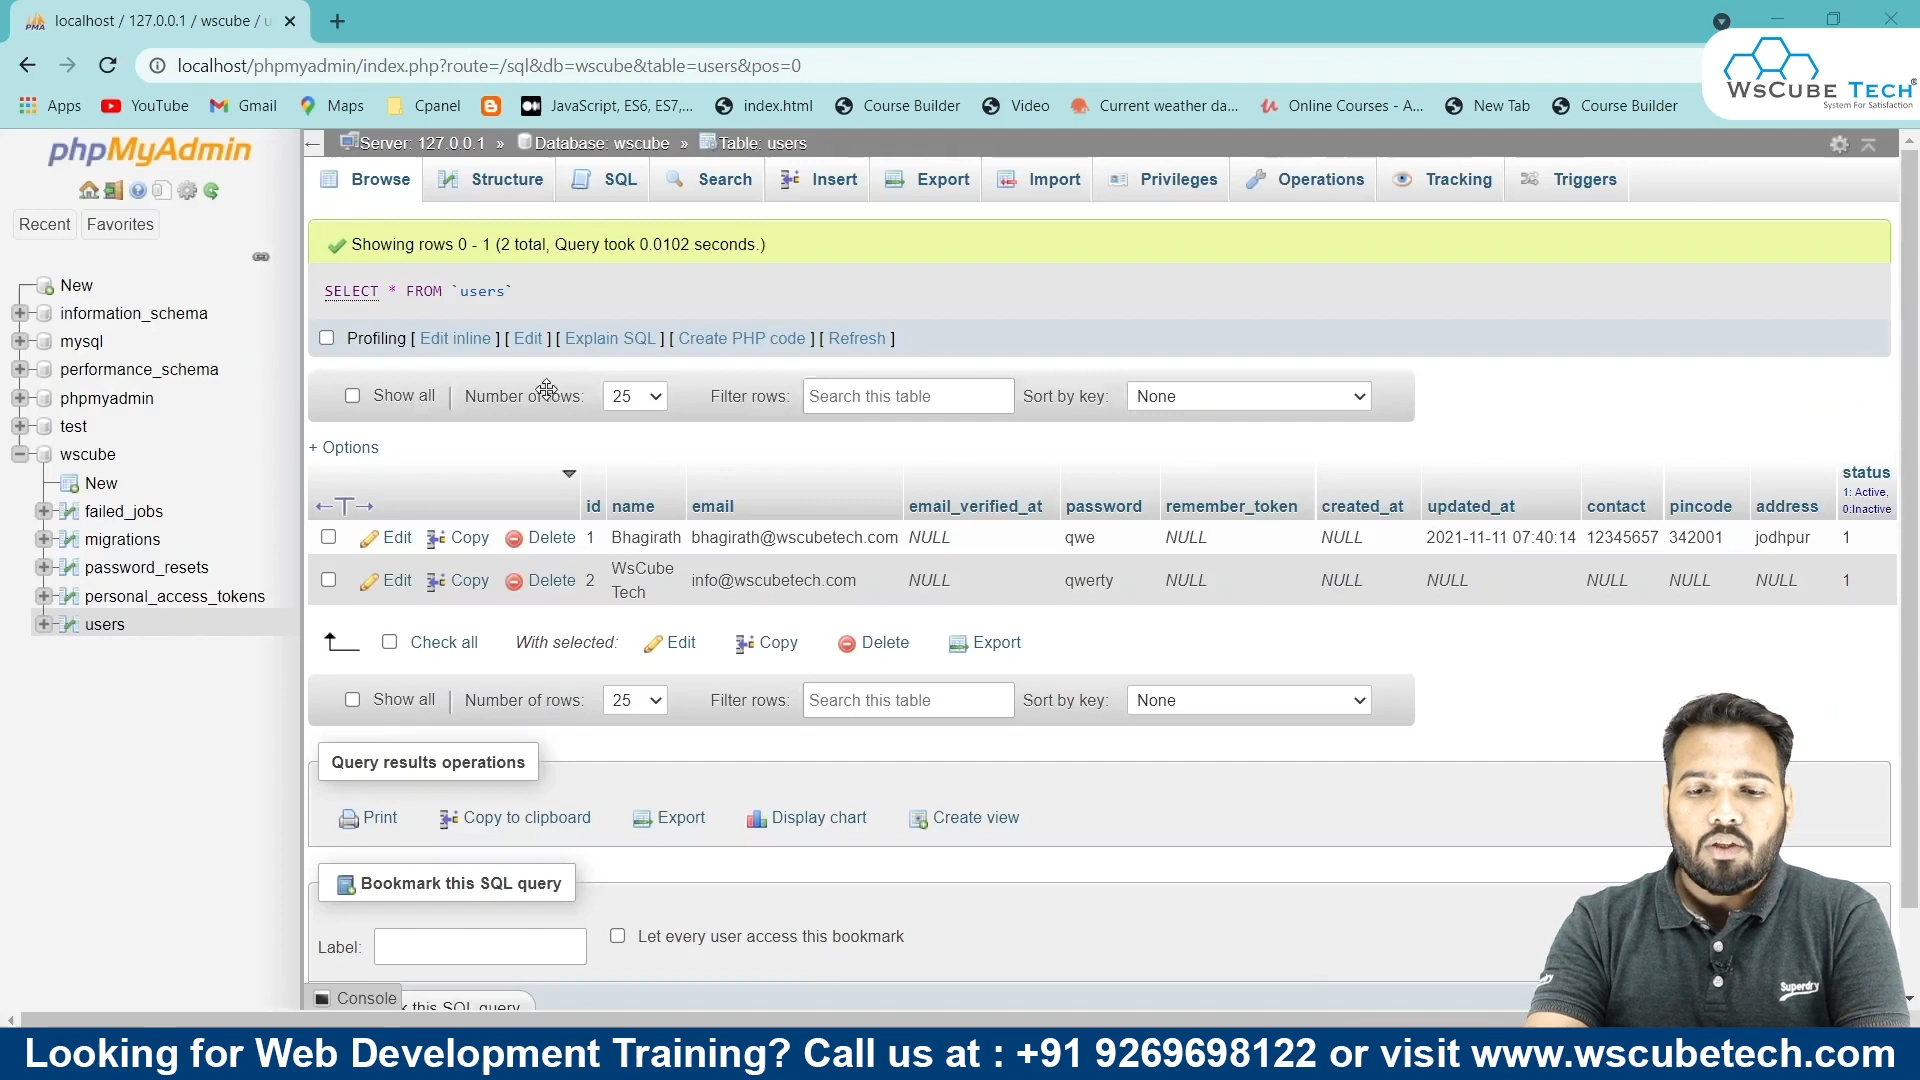 localhost / 127.0.0.1 / wscube / u
localhost/phpmyadmin/index.php?route=/sql&db=wscube&table=users&pos=0
WsCube Tech
System For Satisfaction
Apps YouTube Gmail Maps Cpanel JavaScript, ES6, ES7,... index.html Course Builder Video Current weather da... Online Courses - A... New Tab Course Builder
phpMyAdmin
Recent Favorites
New
information_schema
mysql
performance_schema
phpmyadmin
test
wscube
New
failed_jobs
migrations
password_resets
personal_access_tokens
users
Server: 127.0.0.1 » Database: wscube » Table: users
Browse Structure SQL Search Insert Export Import Privileges Operations Tracking Triggers
Showing rows 0 - 1 (2 total, Query took 0.0102 seconds.)
SELECT * FROM `users`
Profiling [ Edit inline ] [ Edit ] [ Explain SQL ] [ Create PHP code ] [ Refresh ]
Show all | Number of rows: 25 Filter rows: Search this table Sort by key: None
+ Options
←T→ id name email email_verified_at password remember_token created_at updated_at contact pincode address status
1: Active,
0:Inactive
Edit Copy Delete 1 Bhagirath bhagirath@wscubetech.com NULL qwe NULL NULL 2021-11-11 07:40:14 12345657 342001 jodhpur 1
Edit Copy Delete 2 WsCube Tech info@wscubetech.com NULL qwerty NULL NULL NULL NULL NULL NULL 1
Check all With selected: Edit Copy Delete Export
Show all | Number of rows: 25 Filter rows: Search this table Sort by key: None
Query results operations
Print Copy to clipboard Export Display chart Create view
Bookmark this SQL query
Label: Let every user access this bookmark
Console
k this SQL query
Superdry
Looking for Web Development Training? Call us at : +91 9269698122 or visit www.wscubetech.com